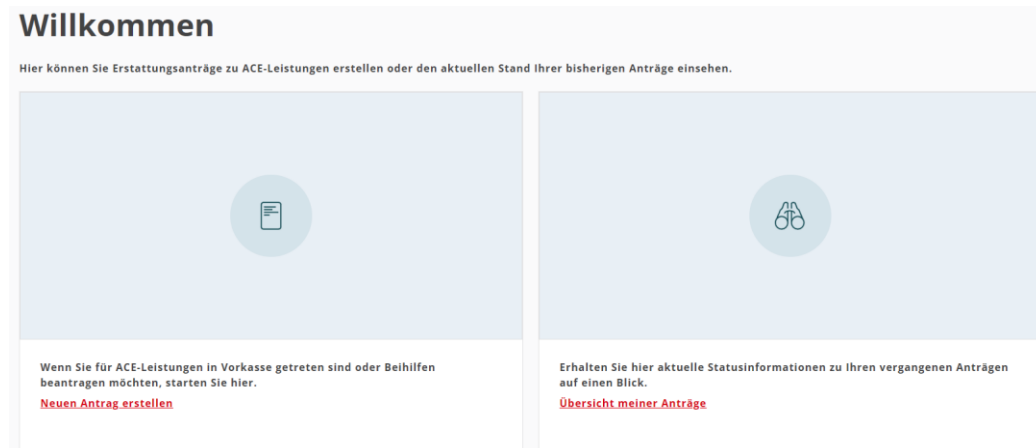 Willkommen
Hier können Sie Erstattungsanträge zu ACE-Leistungen erstellen oder den aktuellen Stand Ihrer bisherigen Anträge einsehen.
Wenn Sie für ACE-Leistungen in Vorkasse getreten sind oder Beihilfen
beantragen möchten, starten Sie hier.
Neuen Antrag erstellen
Erhalten Sie hier aktuelle Statusinformationen zu Ihren vergangenen Anträgen
auf einen Blick.
Übersicht meiner Anträge